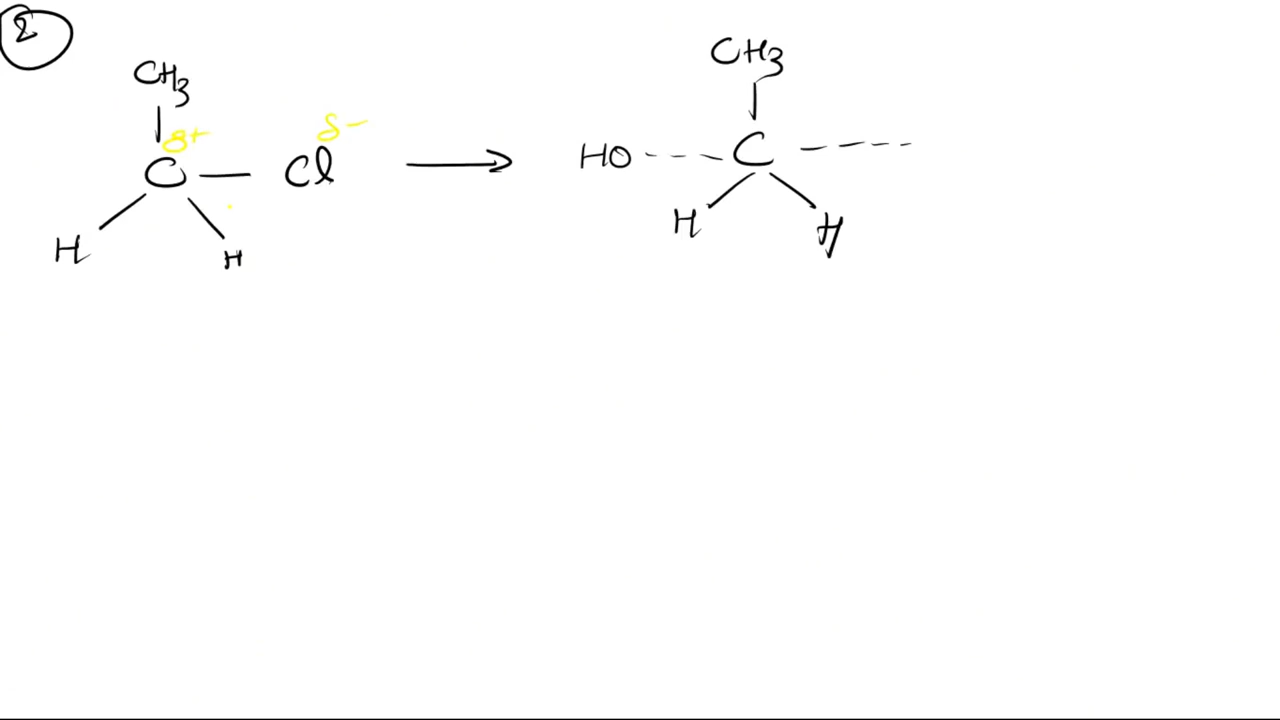 2
CH3 CH3
δ+ δ-
C — Cl ⟶ HO --- C ----
H H H H